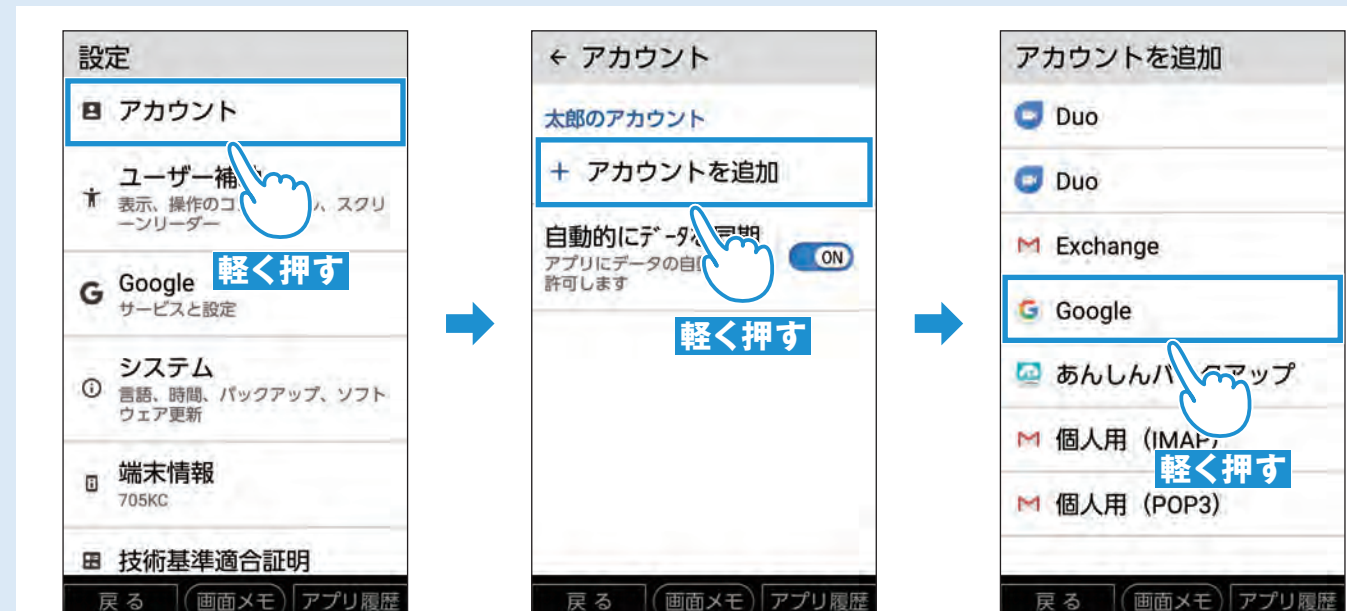 設定
アカウント
ユーザー補
表示、操作のコ、スクリ
ーンリーダー
軽く押す
Google
サービスと設定
システム
言語、時間、バックアップ、ソフト
ウェア更新
端末情報
705KC
技術基準適合証明
戻る 画面メモ アプリ履歴
← アカウント
太郎のアカウント
+ アカウントを追加
自動的にデータを同期
アプリにデータの自
許可します
ON
軽く押す
戻る 画面メモ アプリ履歴
アカウントを追加
Duo
Duo
Exchange
Google
あんしんバックアップ
個人用（IMAP）
軽く押す
個人用（POP3）
戻る 画面メモ アプリ履歴